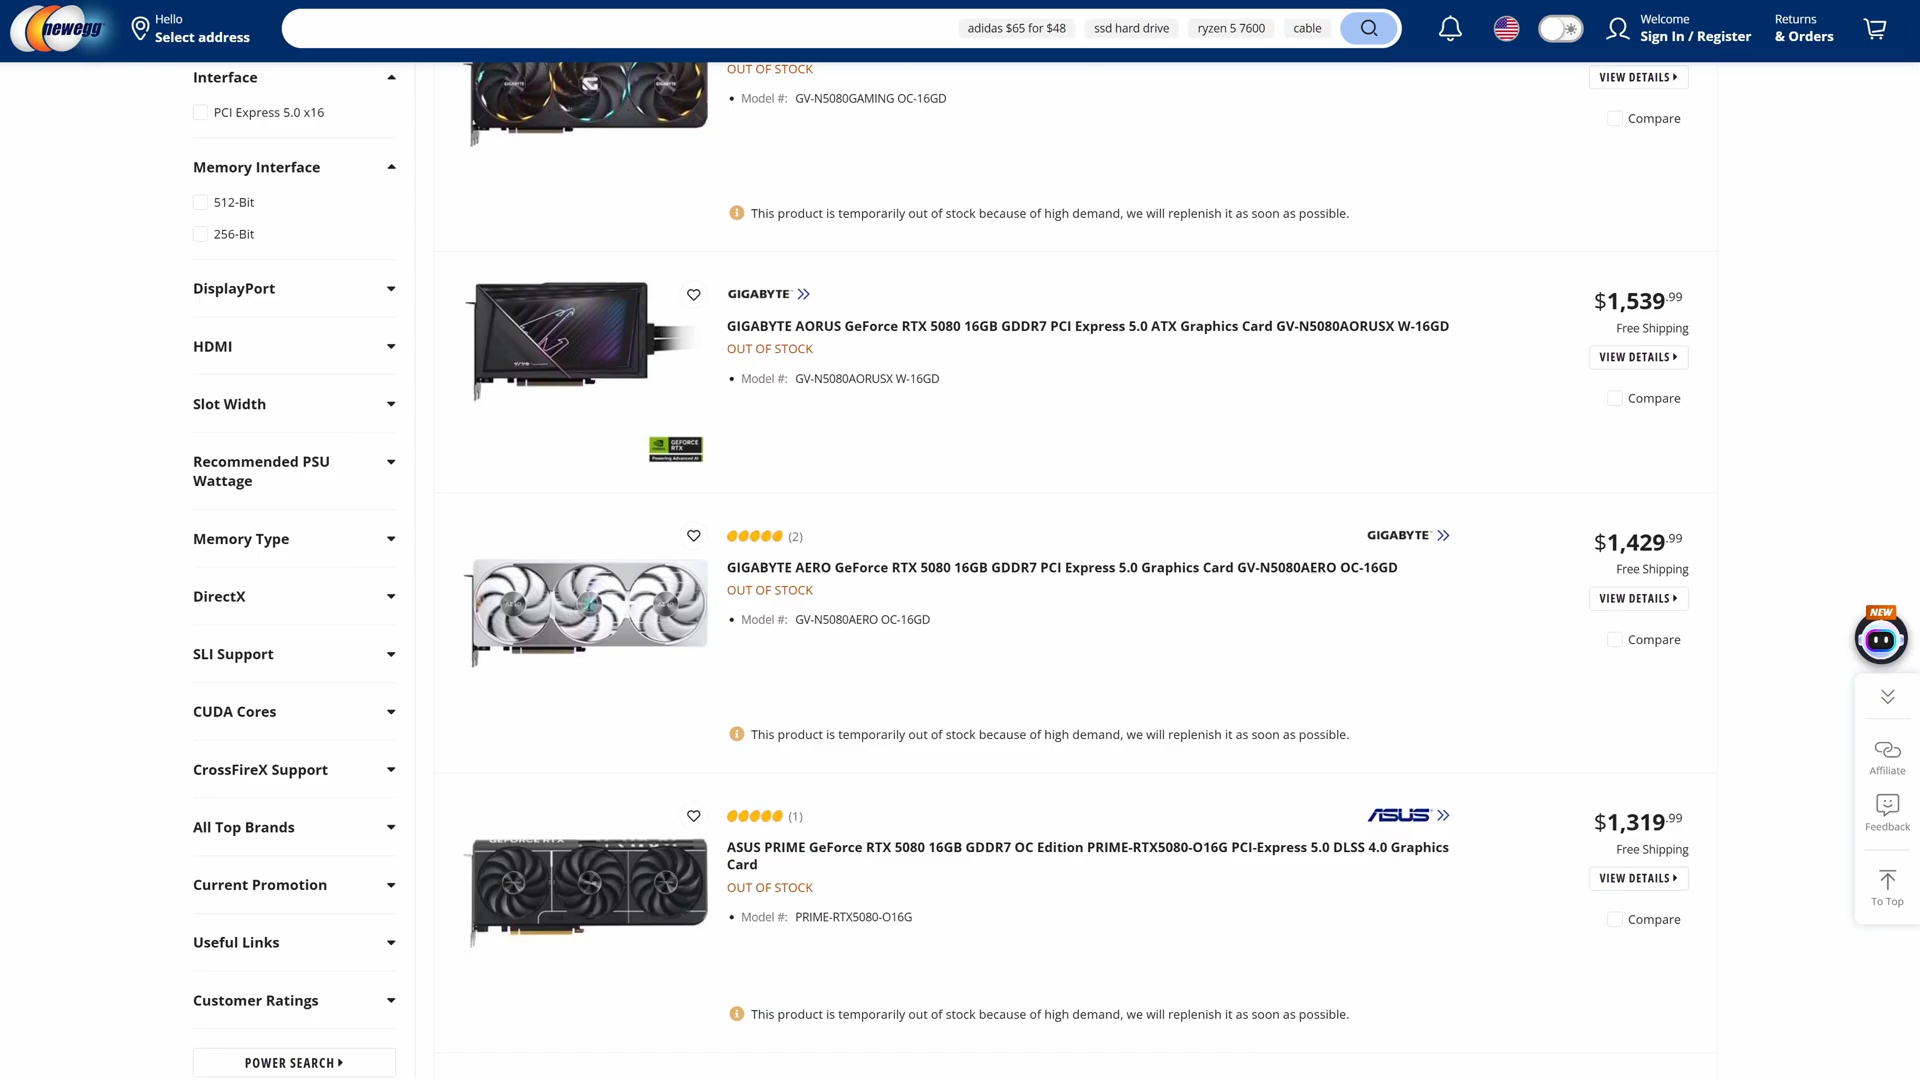 newegg
Hello
Select address
adidas $65 for $48
ssd hard drive
ryzen 5 7600
cable
Welcome
Sign In / Register
Returns
& Orders
Interface
PCI Express 5.0 x16
Memory Interface
512-Bit
256-Bit
DisplayPort
HDMI
Slot Width
Recommended PSU
Wattage
Memory Type
DirectX
SLI Support
CUDA Cores
CrossFireX Support
All Top Brands
Current Promotion
Useful Links
Customer Ratings
POWER SEARCH
OUT OF STOCK
Model #: GV-N5080GAMING OC-16GD
VIEW DETAILS
Compare
This product is temporarily out of stock because of high demand, we will replenish it as soon as possible.
GIGABYTE
GIGABYTE AORUS GeForce RTX 5080 16GB GDDR7 PCI Express 5.0 ATX Graphics Card GV-N5080AORUSX W-16GD
OUT OF STOCK
Model #: GV-N5080AORUSX W-16GD
GEFORCE
RTX
Powering Advanced AI
$1,539.99
Free Shipping
VIEW DETAILS
Compare
(2)
GIGABYTE
GIGABYTE AERO GeForce RTX 5080 16GB GDDR7 PCI Express 5.0 Graphics Card GV-N5080AERO OC-16GD
OUT OF STOCK
Model #: GV-N5080AERO OC-16GD
$1,429.99
Free Shipping
VIEW DETAILS
Compare
This product is temporarily out of stock because of high demand, we will replenish it as soon as possible.
(1)
ASUS
GEFORCE RTX
ASUS PRIME GeForce RTX 5080 16GB GDDR7 OC Edition PRIME-RTX5080-O16G PCI-Express 5.0 DLSS 4.0 Graphics
Card
OUT OF STOCK
Model #: PRIME-RTX5080-O16G
$1,319.99
Free Shipping
VIEW DETAILS
Compare
This product is temporarily out of stock because of high demand, we will replenish it as soon as possible.
NEW
Affiliate
Feedback
To Top